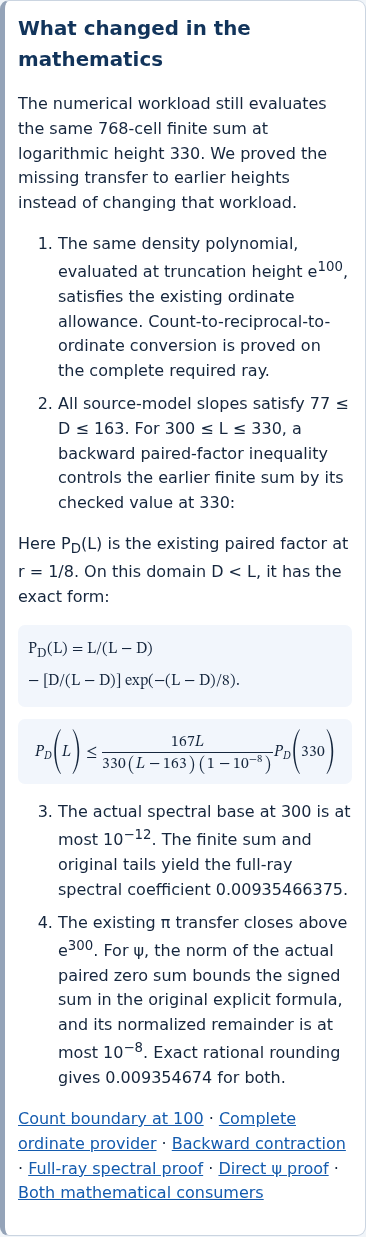 What changed in the
mathematics
The numerical workload still evaluates
the same 768-cell finite sum at
logarithmic height 330. We proved the
missing transfer to earlier heights
instead of changing that workload.
1. The same density polynomial,
evaluated at truncation height e^100,
satisfies the existing ordinate
allowance. Count-to-reciprocal-to-
ordinate conversion is proved on
the complete required ray.
2. All source-model slopes satisfy 77 ≤
D ≤ 163. For 300 ≤ L ≤ 330, a
backward paired-factor inequality
controls the earlier finite sum by its
checked value at 330:
Here P_D(L) is the existing paired factor at
r = 1/8. On this domain D < L, it has the
exact form:
P_D(L) = L/(L − D)
− [D/(L − D)] exp(−(L − D)/8).
P_D(L) ≤ 167L / (330(L − 163)(1 − 10^−8)) P_D(330)
3. The actual spectral base at 300 is at
most 10^−12. The finite sum and
original tails yield the full-ray
spectral coefficient 0.00935466375.
4. The existing π transfer closes above
e^300. For ψ, the norm of the actual
paired zero sum bounds the signed
sum in the original explicit formula,
and its normalized remainder is at
most 10^−8. Exact rational rounding
gives 0.009354674 for both.
Count boundary at 100 · Complete
ordinate provider · Backward contraction
· Full-ray spectral proof · Direct ψ proof ·
Both mathematical consumers